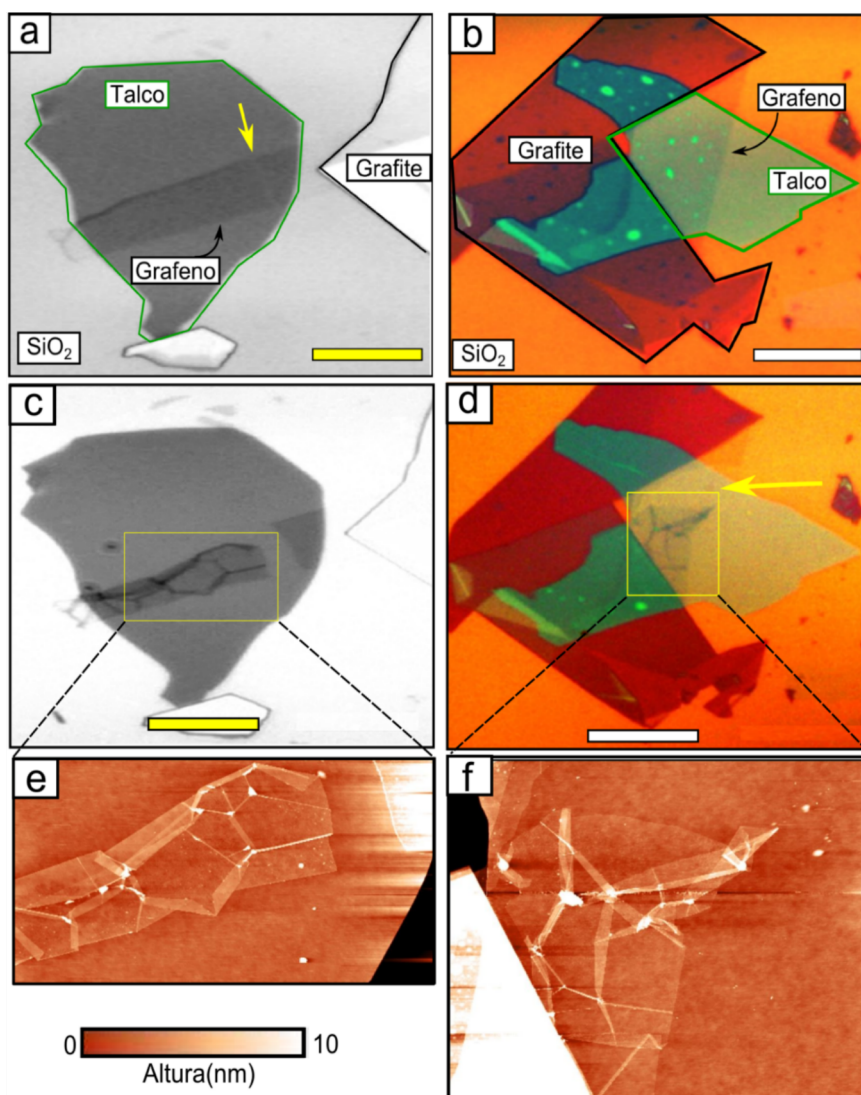 a
Talco
Grafite
Grafeno
SiO₂
b
Grafeno
Grafite
Talco
SiO₂
c
d
e
f
0
10
Altura(nm)